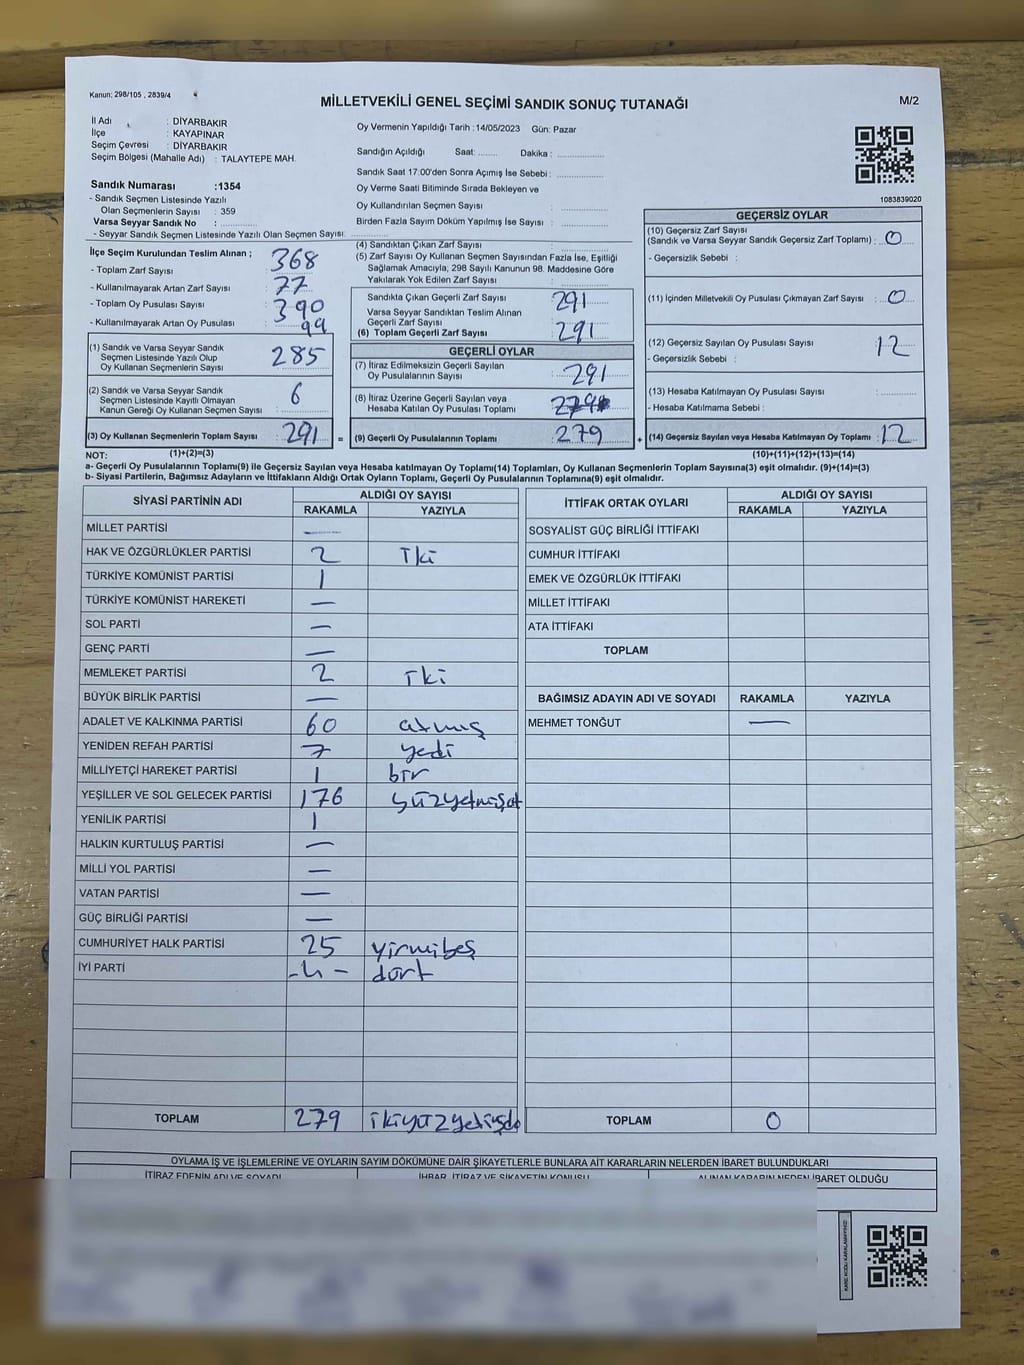 Kanun: 298/105 , 2839/4
MİLLETVEKİLİ GENEL SEÇİMİ SANDIK SONUÇ TUTANAĞI
M/2
İl Adı : DİYARBAKIR
İlçe : KAYAPINAR
Seçim Çevresi : DİYARBAKIR
Seçim Bölgesi (Mahalle Adı) : TALAYTEPE MAH.
Sandık Numarası :1354
- Sandık Seçmen Listesinde Yazılı
Olan Seçmenlerin Sayısı : 359
Varsa Seyyar Sandık No :
- Seyyar Sandık Seçmen Listesinde Yazılı Olan Seçmen Sayısı:
Oy Vermenin Yapıldığı Tarih :14/05/2023 Gün: Pazar
Sandığın Açıldığı Saat: ........ Dakika : ................
Sandık Saat 17:00'den Sonra Açımış İse Sebebi : ................
Oy Verme Saati Bitiminde Sırada Bekleyen ve
Oy Kullandırılan Seçmen Sayısı :
Birden Fazla Sayım Döküm Yapılmış İse Sayısı :
1083839020
İlçe Seçim Kurulundan Teslim Alınan ;
- Toplam Zarf Sayısı : 368
- Kullanılmayarak Artan Zarf Sayısı : 77
- Toplam Oy Pusulası Sayısı : 390
- Kullanılmayarak Artan Oy Pusulası : 99
(1) Sandık ve Varsa Seyyar Sandık
Seçmen Listesinde Yazılı Olup
Oy Kullanan Seçmenlerin Sayısı : 285
(2) Sandık ve Varsa Seyyar Sandık
Seçmen Listesinde Kayıtlı Olmayan
Kanun Gereği Oy Kullanan Seçmen Sayısı : 6
(3) Oy Kullanan Seçmenlerin Toplam Sayısı : 291 =
(1)+(2)=(3)
(4) Sandıktan Çıkan Zarf Sayısı :
(5) Zarf Sayısı Oy Kullanan Seçmen Sayısından Fazla İse, Eşitliği
Sağlamak Amacıyla, 298 Sayılı Kanunun 98. Maddesine Göre
Yakılarak Yok Edilen Zarf Sayısı :
Sandıkta Çıkan Geçerli Zarf Sayısı : 291
Varsa Seyyar Sandıktan Teslim Alınan
Geçerli Zarf Sayısı :
(6) Toplam Geçerli Zarf Sayısı : 291
GEÇERLİ OYLAR
(7) İtiraz Edilmeksizin Geçerli Sayılan
Oy Pusulalarının Sayısı : 291
(8) İtiraz Üzerine Geçerli Sayılan veya
Hesaba Katılan Oy Pusulası Toplamı :
(9) Geçerli Oy Pusulalarının Toplamı : 279 +
GEÇERSİZ OYLAR
(10) Geçersiz Zarf Sayısı
(Sandık ve Varsa Seyyar Sandık Geçersiz Zarf Toplamı) : 0
- Geçersizlik Sebebi :
(11) İçinden Milletvekili Oy Pusulası Çıkmayan Zarf Sayısı : 0
(12) Geçersiz Sayılan Oy Pusulası Sayısı : 12
- Geçersizlik Sebebi :
(13) Hesaba Katılmayan Oy Pusulası Sayısı :
- Hesaba Katılmama Sebebi :
(14) Geçersiz Sayılan veya Hesaba Katılmayan Oy Toplamı : 12
(10)+(11)+(12)+(13)=(14)
NOT:
a- Geçerli Oy Pusulalarının Toplamı(9) ile Geçersiz Sayılan veya Hesaba katılmayan Oy Toplamı(14) Toplamları, Oy Kullanan Seçmenlerin Toplam Sayısına(3) eşit olmalıdır. (9)+(14)=(3)
b- Siyasi Partilerin, Bağımsız Adayların ve İttifakların Aldığı Ortak Oyların Toplamı, Geçerli Oy Pusulalarının Toplamına(9) eşit olmalıdır.
SİYASİ PARTİNİN ADI ALDIĞI OY SAYISI
RAKAMLA YAZIYLA
MİLLET PARTİSI —
HAK VE ÖZGÜRLÜKLER PARTİSİ 2 iki
TÜRKİYE KOMÜNİST PARTİSİ 1
TÜRKİYE KOMÜNİST HAREKETİ —
SOL PARTİ —
GENÇ PARTİ —
MEMLEKET PARTİSİ 2 iki
BÜYÜK BİRLİK PARTİSİ —
ADALET VE KALKINMA PARTİSİ 60 atmış
YENİDEN REFAH PARTİSİ 7 yedi
MİLLİYETÇİ HAREKET PARTİSİ 1 bir
YEŞİLLER VE SOL GELECEK PARTİSİ 176 yüzyetmişat
YENİLİK PARTİSİ 1
HALKIN KURTULUŞ PARTİSİ —
MİLLİ YOL PARTİSİ —
VATAN PARTİSİ —
GÜÇ BİRLİĞİ PARTİSİ —
CUMHURİYET HALK PARTİSİ 25 yirmibeş
İYİ PARTİ -4- dört
TOPLAM 279
İTTİFAK ORTAK OYLARI ALDIĞI OY SAYISI
RAKAMLA YAZIYLA
SOSYALİST GÜÇ BİRLİĞİ İTTİFAKI
CUMHUR İTTİFAKI
EMEK VE ÖZGÜRLÜK İTTİFAKI
MİLLET İTTİFAKI
ATA İTTİFAKI
TOPLAM
BAĞIMSIZ ADAYIN ADI VE SOYADI RAKAMLA YAZIYLA
MEHMET TONĞUT —
TOPLAM 0
OYLAMA İŞ VE İŞLEMLERİNE VE OYLARIN SAYIM DÖKÜMÜNE DAİR ŞİKAYETLERLE BUNLARA AİT KARARLARIN NELERDEN İBARET BULUNDUKLARI
İTİRAZ EDENİN ADI VE SOYADI İHBAR, İTİRAZ VE ŞİKAYETİN KONUSU ALINAN KARARIN NEDEN İBARET OLDUĞU